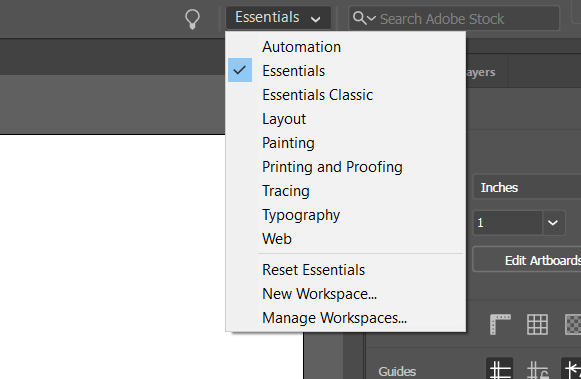 Essentials
Search Adobe Stock
Automation
Essentials
ayers
Essentials Classic
Layout
Painting
Printing and Proofing
Tracing
Inches
Typography
1
Web
Edit Artboards
Reset Essentials
New Workspace...
Manage Workspaces...
Guides